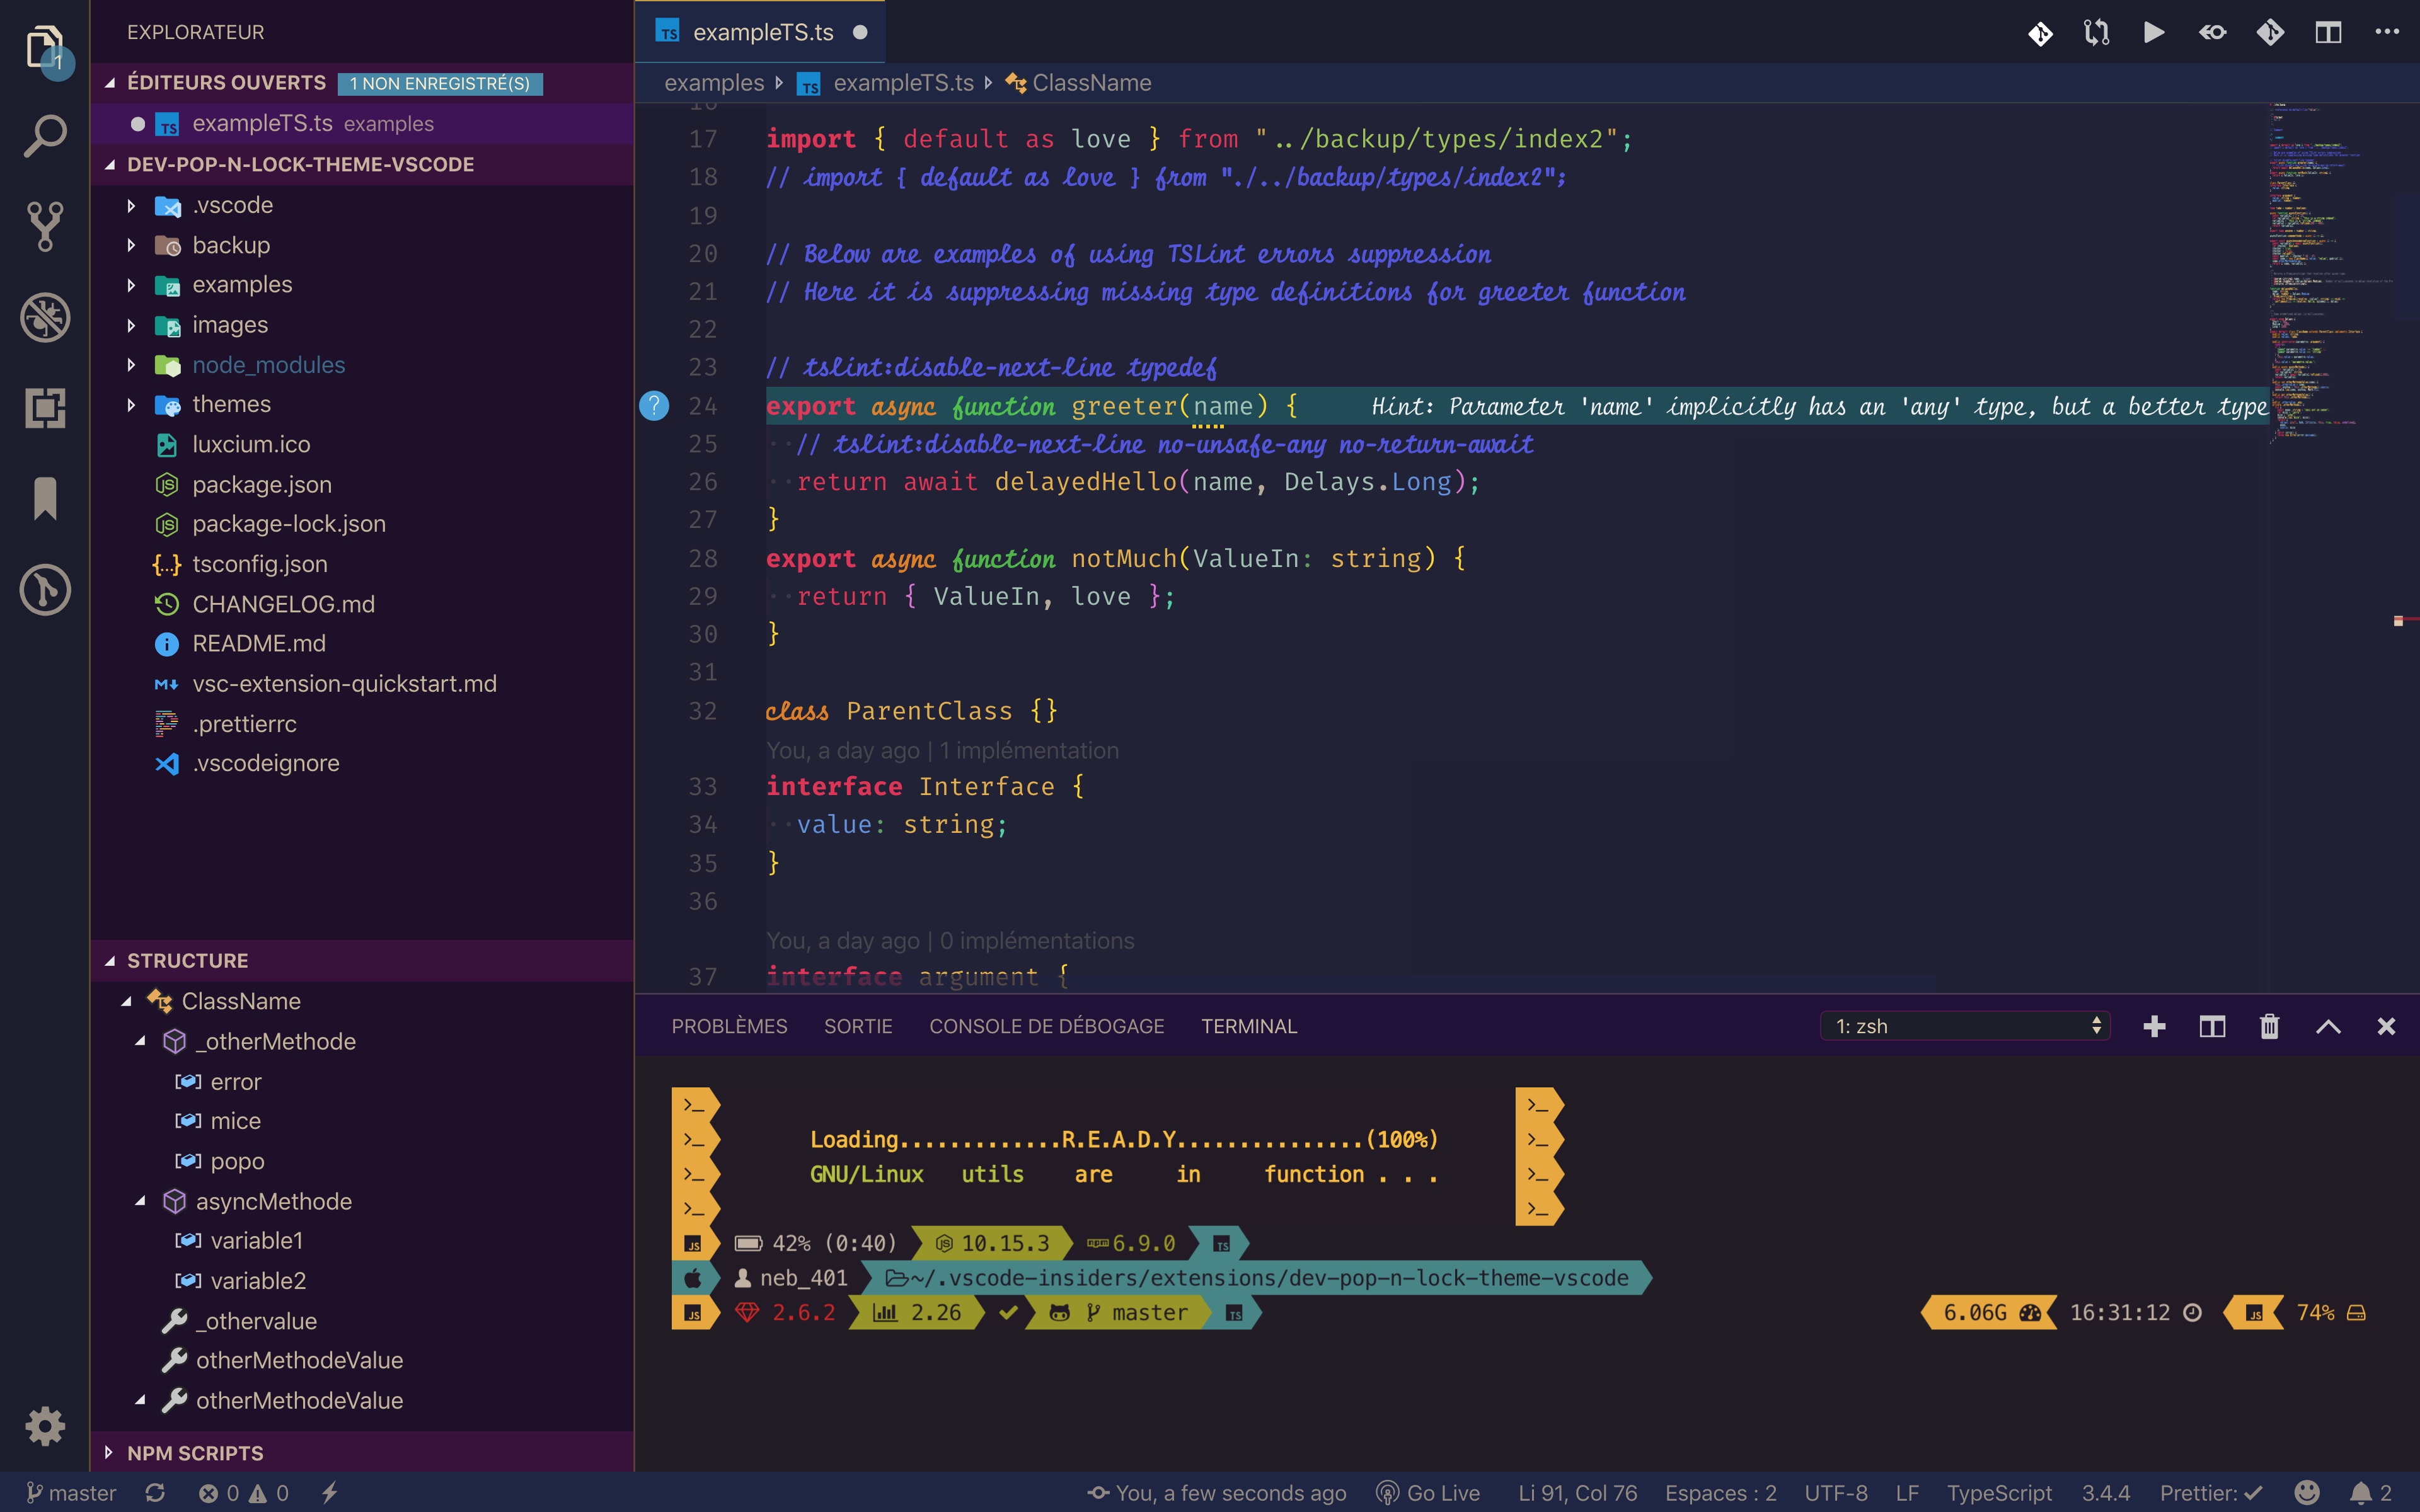 EXPLORATEUR
1
ÉDITEURS OUVERTS 1 NON ENREGISTRÉ(S)
TS exampleTS.ts examples
DEV-POP-N-LOCK-THEME-VSCODE
.vscode
backup
examples
images
node_modules
themes
luxcium.ico
package.json
package-lock.json
{...} tsconfig.json
CHANGELOG.md
README.md
M↓ vsc-extension-quickstart.md
.prettierrc
.vscodeignore
STRUCTURE
ClassName
_otherMethode
error
mice
popo
asyncMethode
variable1
variable2
_othervalue
otherMethodeValue
otherMethodeValue
NPM SCRIPTS
TS exampleTS.ts
examples TS exampleTS.ts ClassName
16
17 import { default as love } from "../backup/types/index2";
18 // import { default as love } from "./../backup/types/index2";
19
20 // Below are examples of using TSLint errors suppression
21 // Here it is suppressing missing type definitions for greeter function
22
23 // tslint:disable-next-line typedef
? 24 export async function greeter(name) { Hint: Parameter 'name' implicitly has an 'any' type, but a better type
25 // tslint:disable-next-line no-unsafe-any no-return-await
26 return await delayedHello(name, Delays.Long);
27 }
28 export async function notMuch(ValueIn: string) {
29 return { ValueIn, love };
30 }
31
32 class ParentClass {}
You, a day ago | 1 implémentation
33 interface Interface {
34 value: string;
35 }
36
You, a day ago | 0 implémentations
37 interface argument {
PROBLÈMES SORTIE CONSOLE DE DÉBOGAGE TERMINAL 1: zsh
>_ >_
>_ Loading.............R.E.A.D.Y...............(100%) >_
>_ GNU/Linux utils are in function . . . >_
>_ >_
JS 42% (0:40) JS 10.15.3 npm 6.9.0 TS
neb_401 ~/.vscode-insiders/extensions/dev-pop-n-lock-theme-vscode
JS 2.6.2 2.26 master TS 6.06G 16:31:12 JS 74%
master 0 0 You, a few seconds ago Go Live Li 91, Col 76 Espaces : 2 UTF-8 LF TypeScript 3.4.4 Prettier: ✓ 2